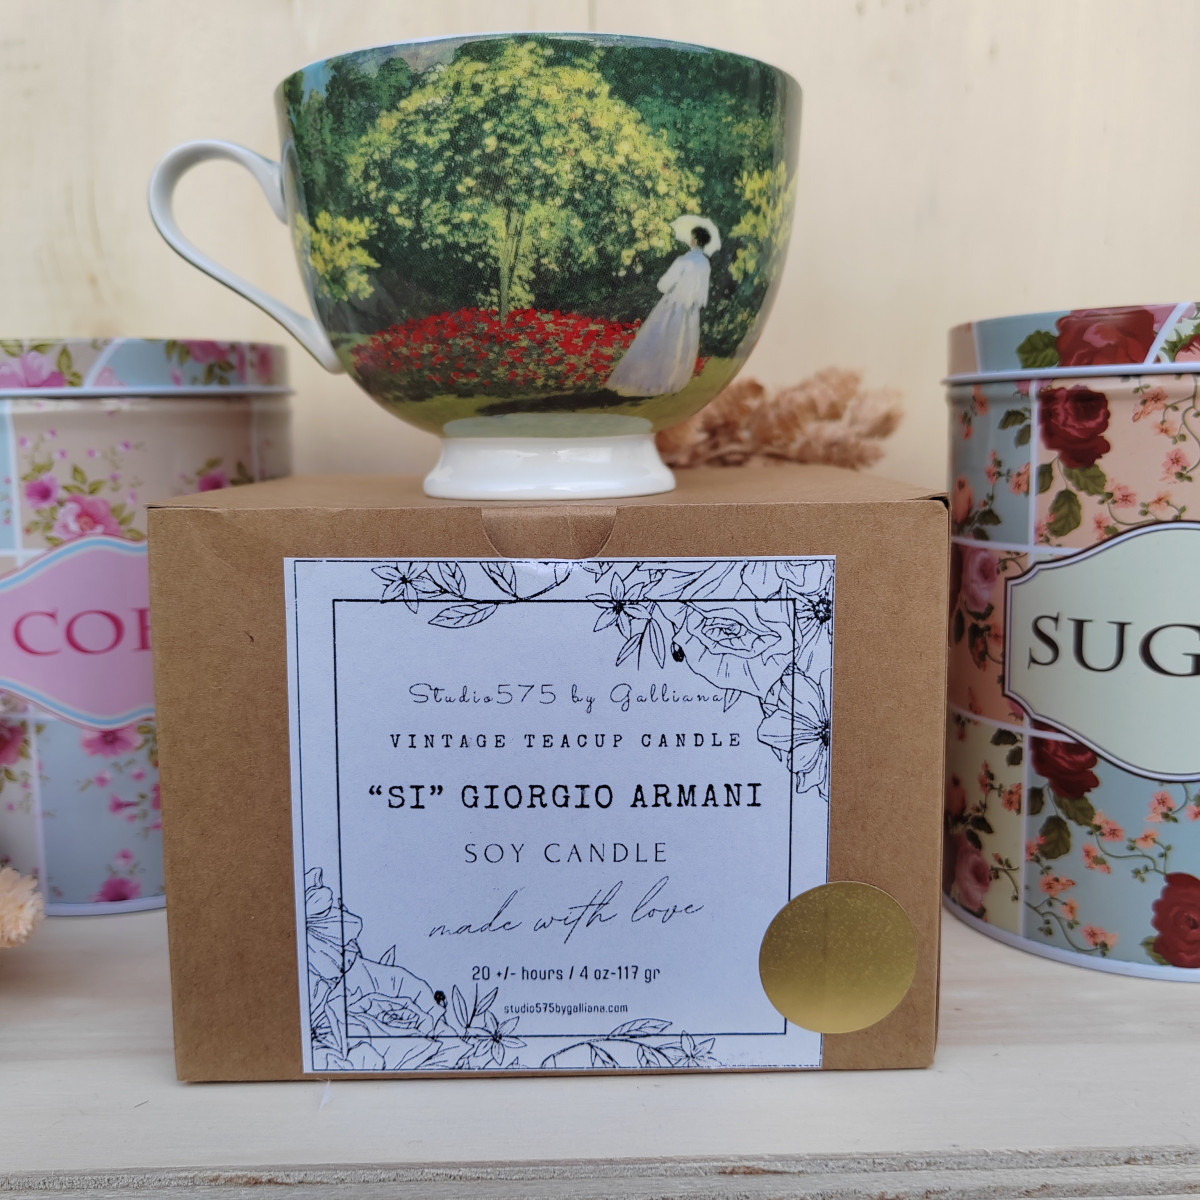 Studio575 by Galliana
VINTAGE TEACUP CANDLE
“SI” GIORGIO ARMANI
SOY CANDLE
made with love
20 +/- hours / 4 oz-117 gr
studio575bygalliana.com
SUG